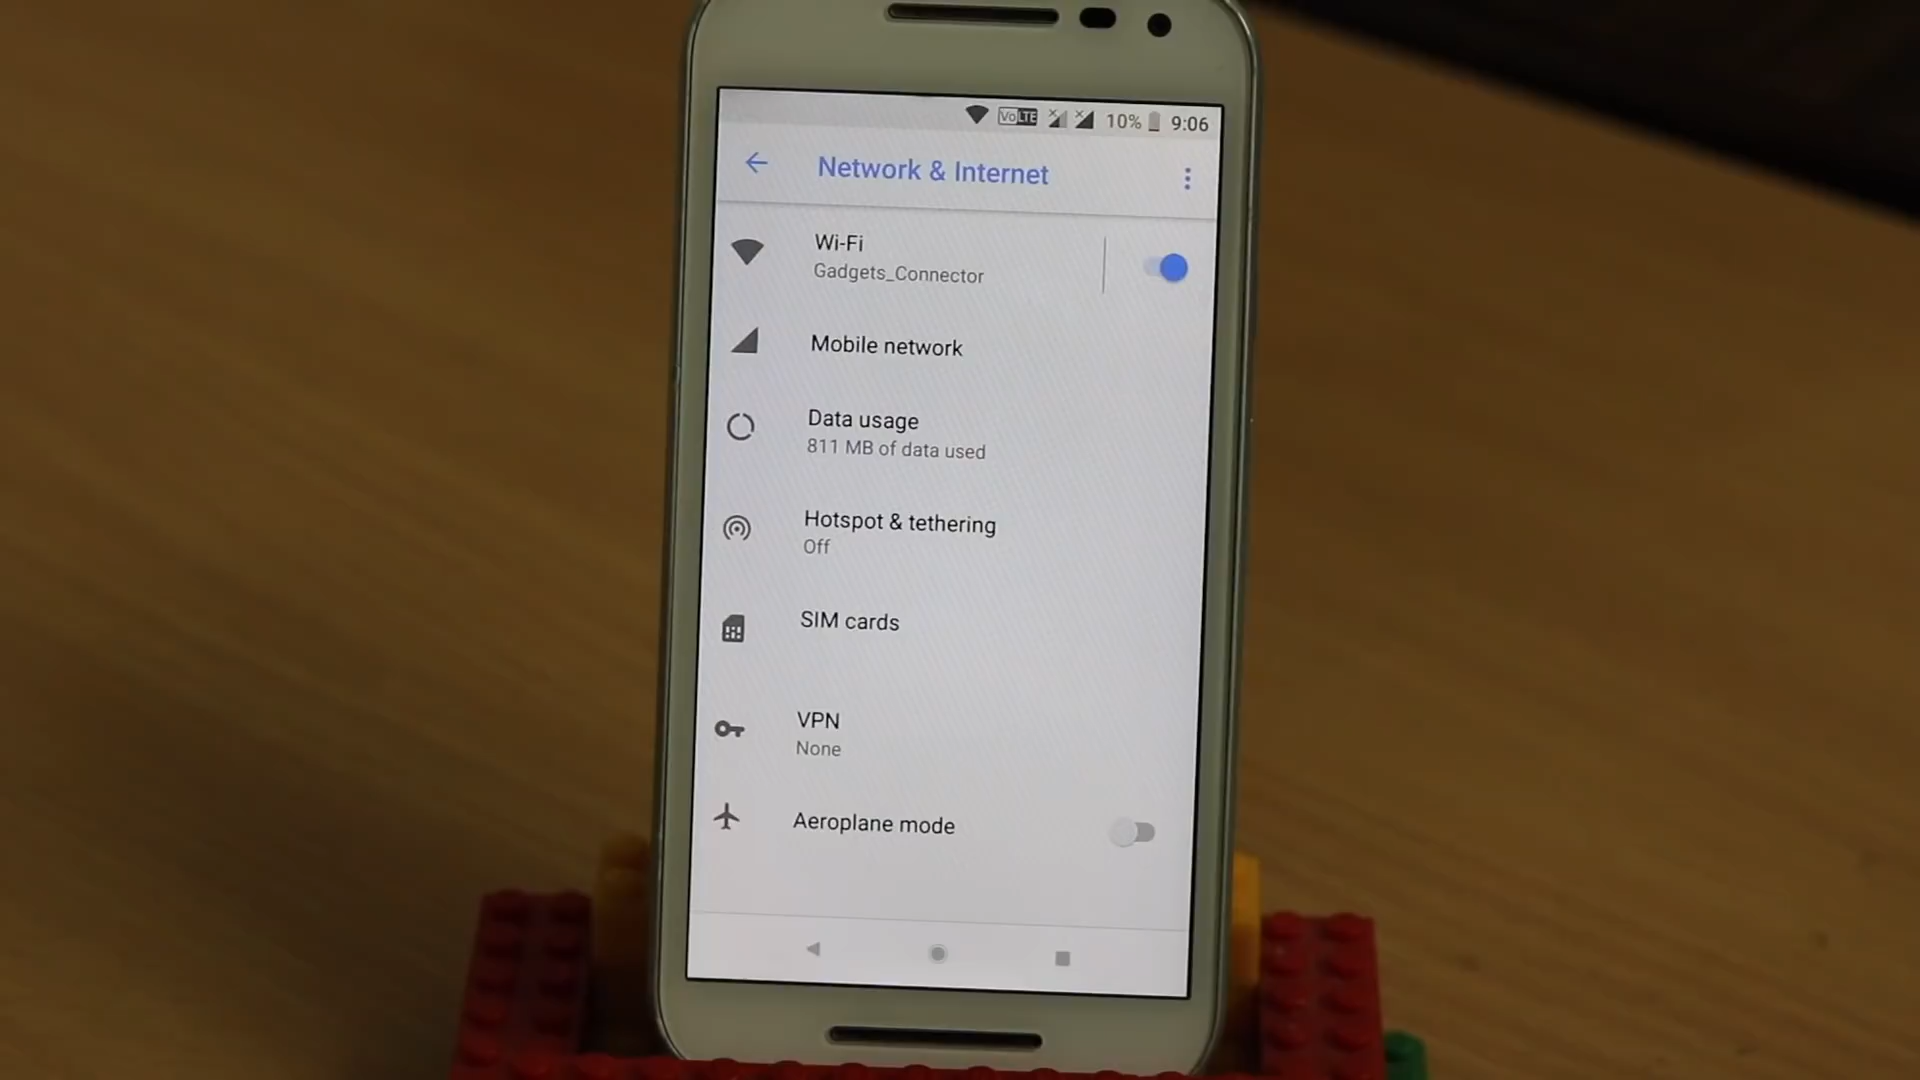 VoLTE 10% 9:06
Network & Internet
Wi-Fi
Gadgets_Connector
Mobile network
Data usage
811 MB of data used
Hotspot & tethering
Off
SIM cards
VPN
None
Aeroplane mode